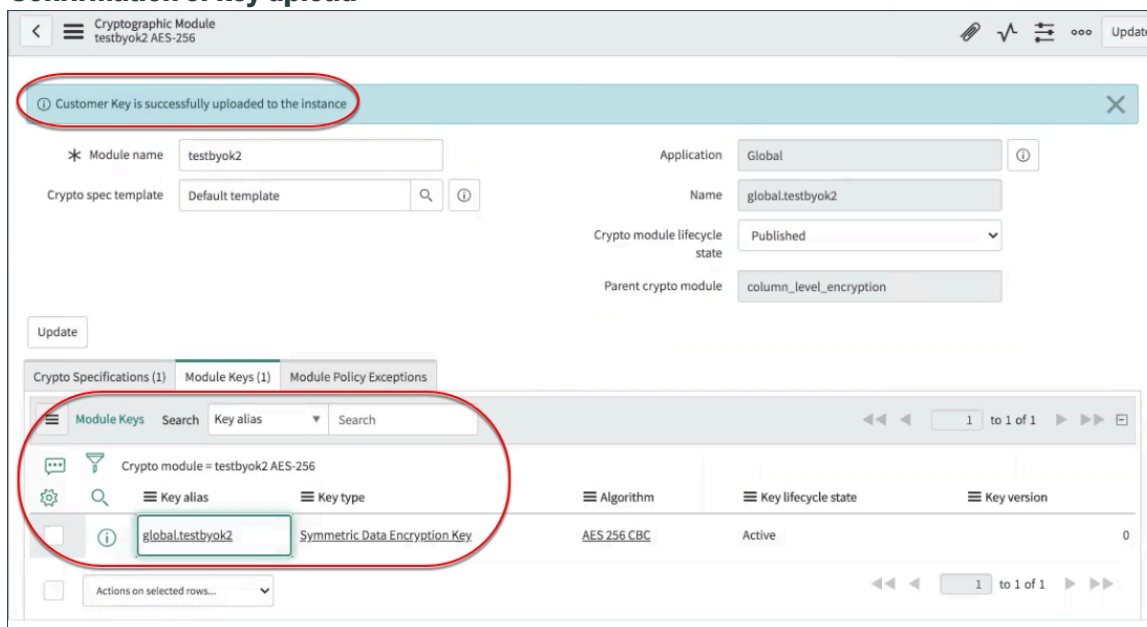 Confirmation of key upload
Cryptographic Module
testbyok2 AES-256
Update
Customer Key is successfully uploaded to the instance
Module name testbyok2
Application Global
Crypto spec template Default template
Name global.testbyok2
Crypto module lifecycle state Published
Parent crypto module column_level_encryption
Update
Crypto Specifications (1) Module Keys (1) Module Policy Exceptions
Module Keys Search Key alias Search 1 to 1 of 1
Crypto module = testbyok2 AES-256
Key alias Key type Algorithm Key lifecycle state Key version
global.testbyok2 Symmetric Data Encryption Key AES 256 CBC Active 0
Actions on selected rows... 1 to 1 of 1